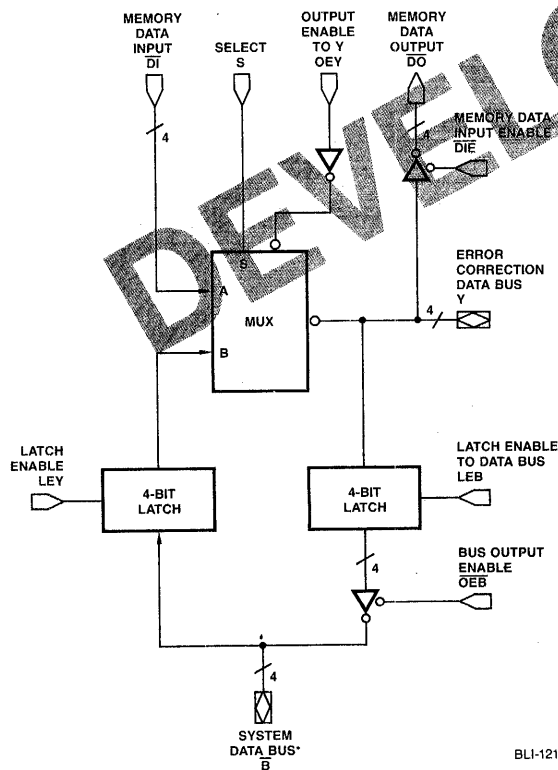 MEMORY
DATA
INPUT
DI
SELECT
S
OUTPUT
ENABLE
TO Y
OEY
MEMORY
DATA
OUTPUT
DO
4
4
MEMORY DATA
INPUT ENABLE
DIE
DEVELO
S
A
MUX
B
4
ERROR
CORRECTION
DATA BUS
Y
LATCH
ENABLE
LEY
4-BIT
LATCH
4-BIT
LATCH
LATCH ENABLE
TO DATA BUS
LEB
4
BUS OUTPUT
ENABLE
OEB
4
SYSTEM
DATA BUS*
B
BLI-121